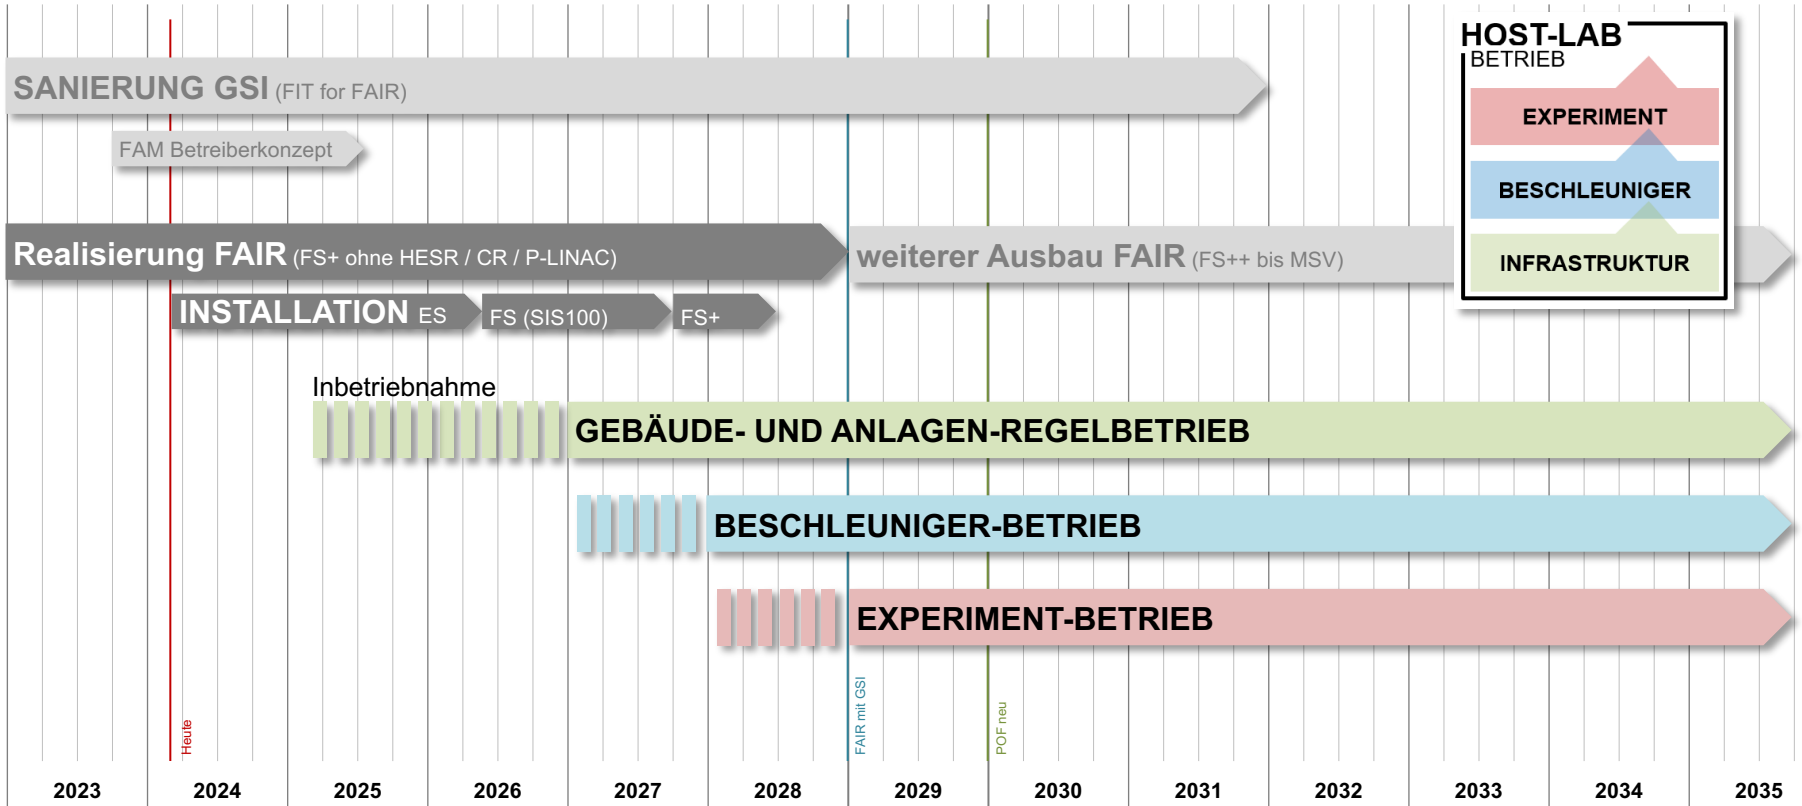 HOST-LAB
BETRIEB
EXPERIMENT
BESCHLEUNIGER
INFRASTRUKTUR
SANIERUNG GSI (FIT for FAIR)
FAM Betreiberkonzept
Realisierung FAIR (FS+ ohne HESR / CR / P-LINAC)
weiterer Ausbau FAIR (FS++ bis MSV)
INSTALLATION ES
FS (SIS100)
FS+
Inbetriebnahme
GEBÄUDE- UND ANLAGEN-REGELBETRIEB
BESCHLEUNIGER-BETRIEB
EXPERIMENT-BETRIEB
Heute
FAIR mit GSI
POF neu
2023 2024 2025 2026 2027 2028 2029 2030 2031 2032 2033 2034 2035